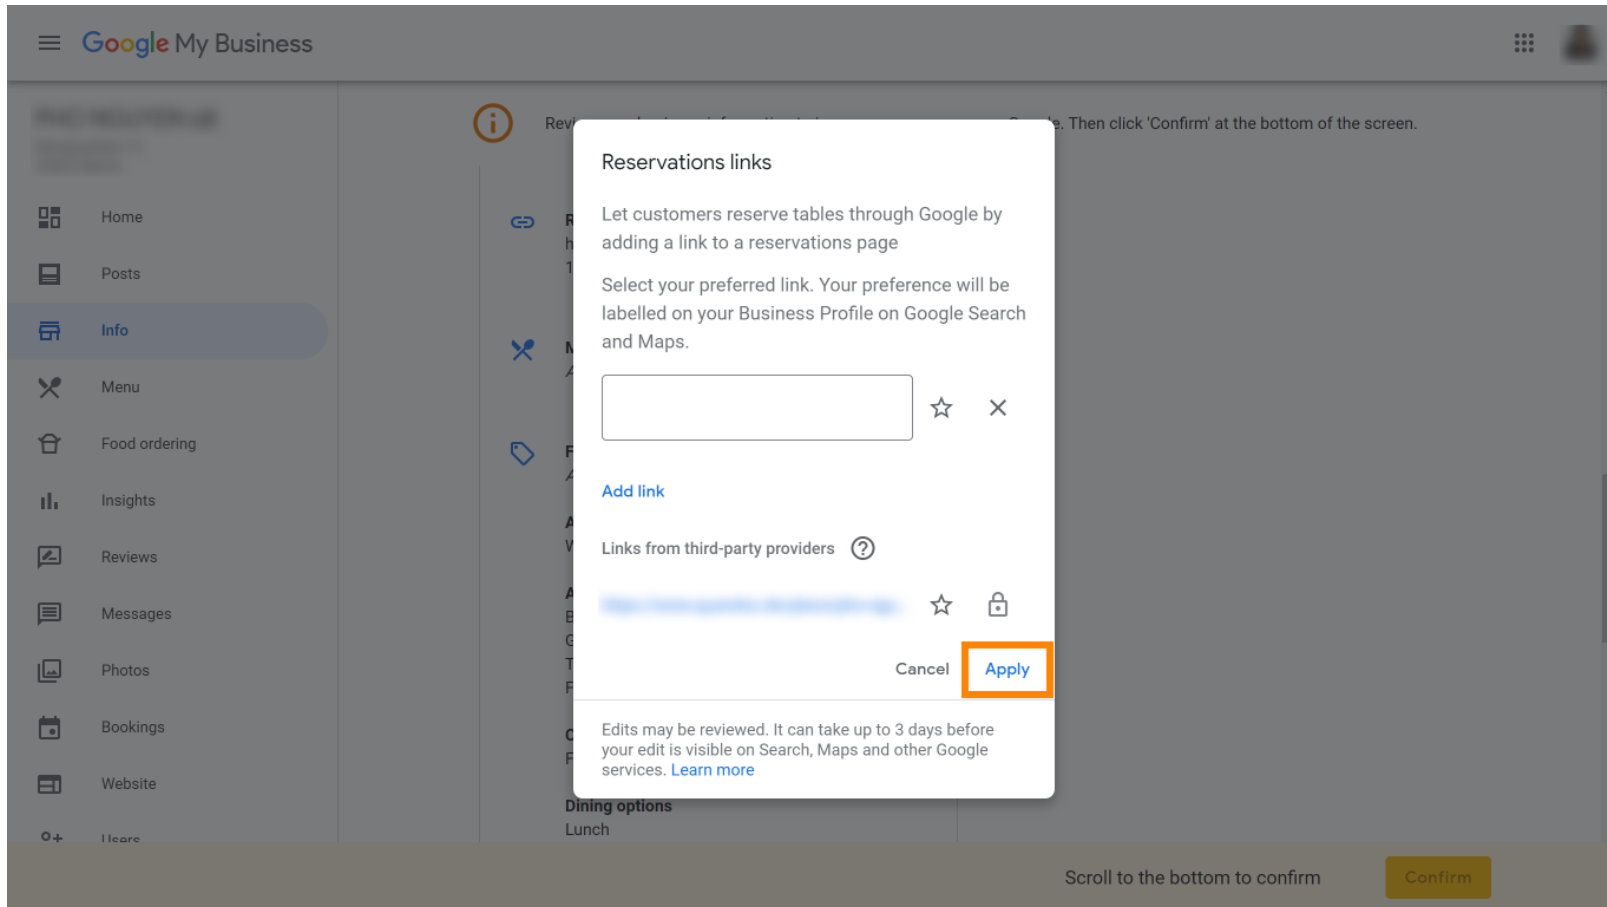 Google My Business
Home
Posts
Info
Menu
Food ordering
Insights
Reviews
Messages
Photos
Bookings
Website
Users
. Then click 'Confirm' at the bottom of the screen.
Reservations links
Let customers reserve tables through Google by
adding a link to a reservations page
Select your preferred link. Your preference will be
labelled on your Business Profile on Google Search
and Maps.
Add link
Links from third-party providers
Cancel
Apply
Edits may be reviewed. It can take up to 3 days before
your edit is visible on Search, Maps and other Google
services. Learn more
Dining options
Lunch
Scroll to the bottom to confirm
Confirm